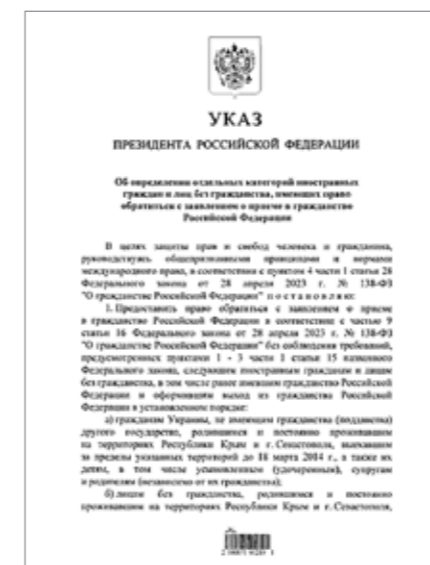 УКАЗ
ПРЕЗИДЕНТА РОССИЙСКОЙ ФЕДЕРАЦИИ
Об определении отдельных категорий иностранных
граждан и лиц без гражданства, имеющих право
обратиться с заявлением о приеме в гражданство
Российской Федерации
В целях защиты прав и свобод человека и гражданина,
руководствуясь общепризнанными принципами и нормами
международного права, в соответствии с пунктом 4 части 1 статьи 28
Федерального закона от 28 апреля 2023 г. № 138-ФЗ
"О гражданстве Российской Федерации" п о с т а н о в л я ю:
1. Предоставить право обратиться с заявлением о приеме
в гражданство Российской Федерации в соответствии с частью 9
статьи 16 Федерального закона от 28 апреля 2023 г. № 138-ФЗ
"О гражданстве Российской Федерации" без соблюдения требований,
предусмотренных пунктами 1 - 3 части 1 статьи 15 названного
Федерального закона, следующим иностранным гражданам и лицам
без гражданства, в том числе ранее имевшим гражданство Российской
Федерации и оформившим выход из гражданства Российской
Федерации в установленном порядке:
а) гражданам Украины, не имеющим гражданства (подданства)
другого государства, родившимся и постоянно проживавшим
на территориях Республики Крым и г. Севастополя, выехавшим
за пределы указанных территорий до 18 марта 2014 г., а также их
детям, в том числе усыновленным (удочеренным), супругам
и родителям (независимо от их гражданства);
б) лицам без гражданства, родившимся и постоянно
проживавшим на территориях Республики Крым и г. Севастополя,